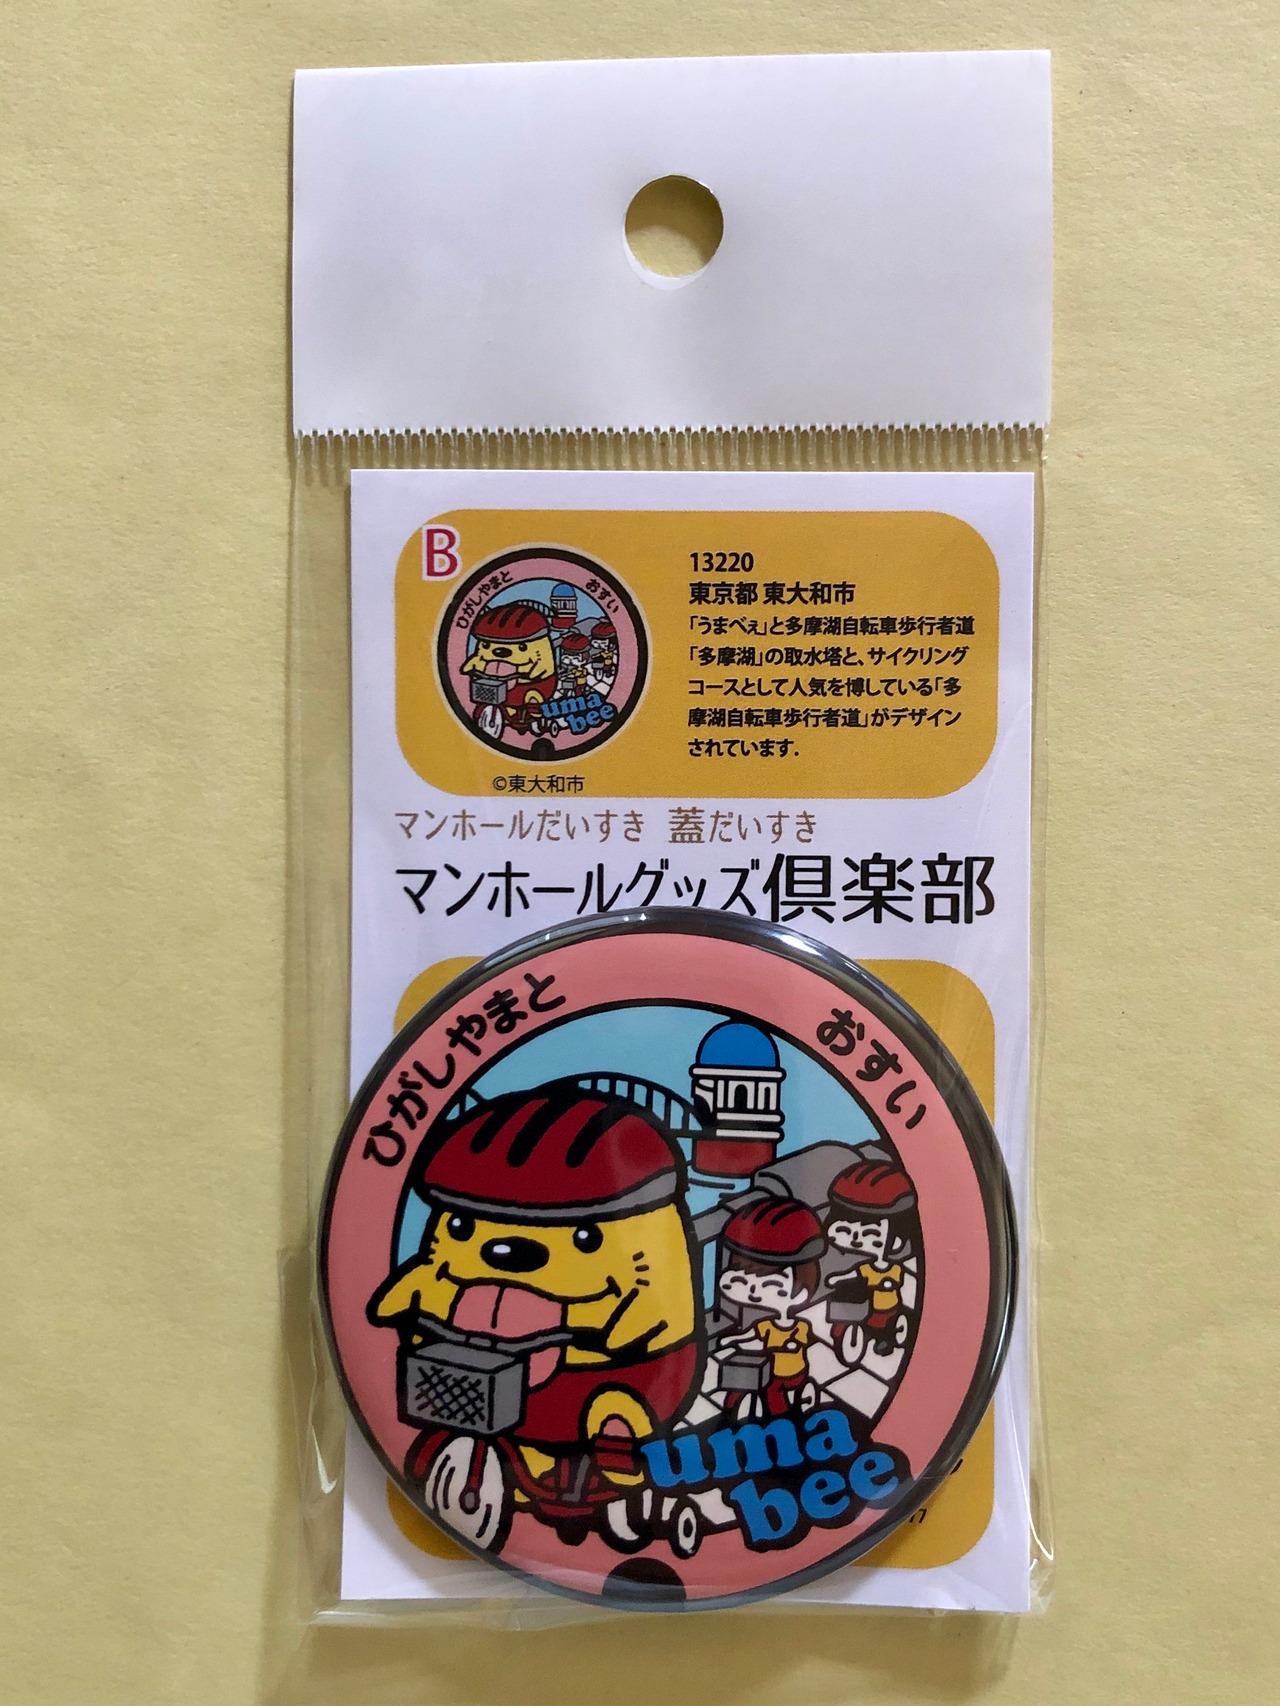 B
ひがしやまと
おすい
uma
bee
©東大和市
13220
東京都 東大和市
「うまべぇ」と多摩湖自転車歩行者道
「多摩湖」の取水塔と、サイクリング
コースとして人気を博している「多
摩湖自転車歩行者道」がデザイン
されています.
マンホールだいすき 蓋だいすき
マンホールグッズ倶楽部
ひがしやまと
おすい
uma
bee